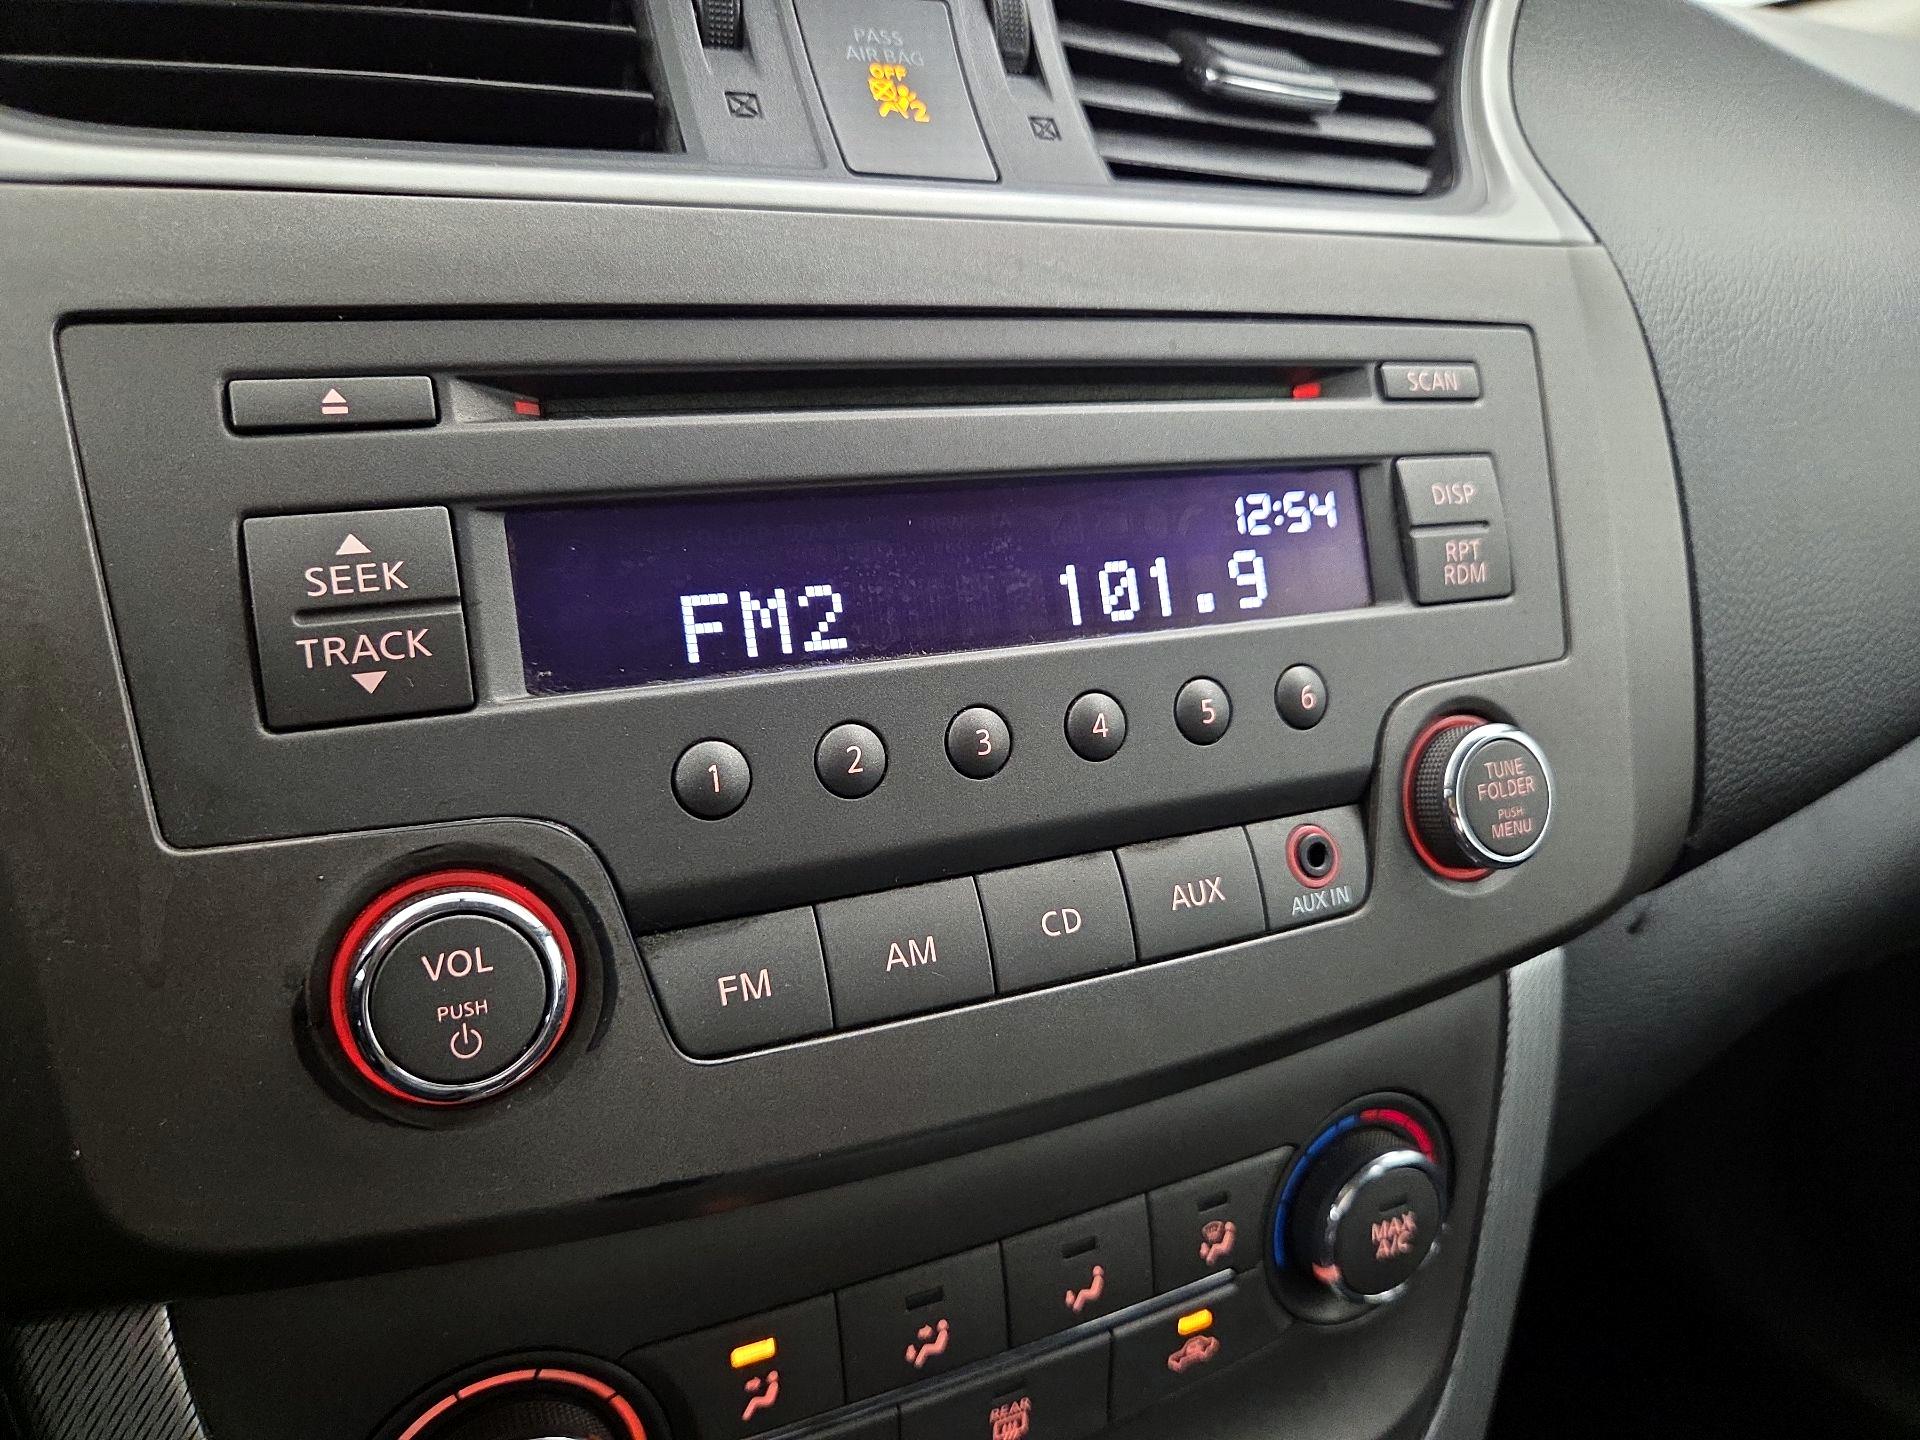 PASS
AIR BAG
OFF
2
SCAN
12:54
DISP
RPT
RDM
SEEK
TRACK
FM2 101.9
1 2 3 4 5 6
TUNE
FOLDER
PUSH
MENU
VOL
PUSH
FM AM CD AUX
AUX IN
MAX
A/C
REAR